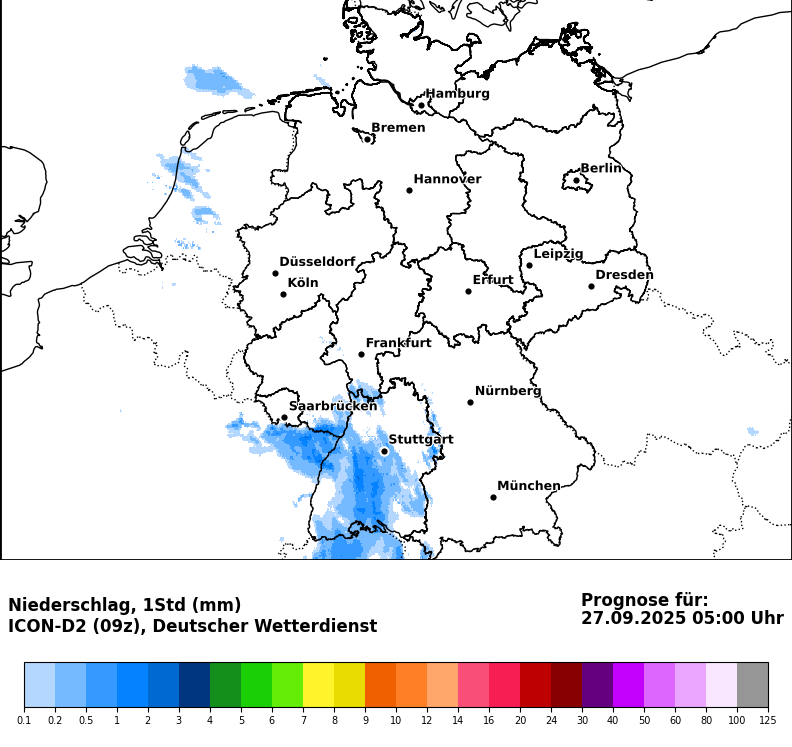 Hamburg
Bremen
Berlin
Hannover
Leipzig
Düsseldorf
Dresden
Köln
Erfurt
Frankfurt
Nürnberg
Saarbrücken
Stuttgart
München
Niederschlag, 1Std (mm)
ICON-D2 (09z), Deutscher Wetterdienst
Prognose für:
27.09.2025 05:00 Uhr
0.1 0.2 0.5 1 2 3 4 5 6 7 8 9 10 12 14 16 20 24 30 40 50 60 80 100 125